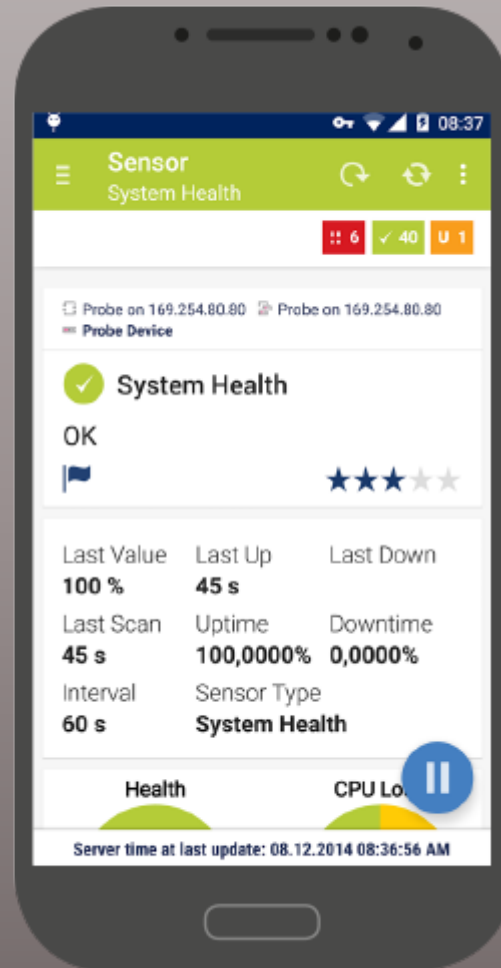 08:37
Sensor
System Health
6 40 U 1
Probe on 169.254.80.80 Probe on 169.254.80.80
Probe Device
System Health
OK
Last Value Last Up Last Down
100 % 45 s
Last Scan Uptime Downtime
45 s 100,0000% 0,0000%
Interval Sensor Type
60 s System Health
Health CPU
Server time at last update: 08.12.2014 08:36:56 AM